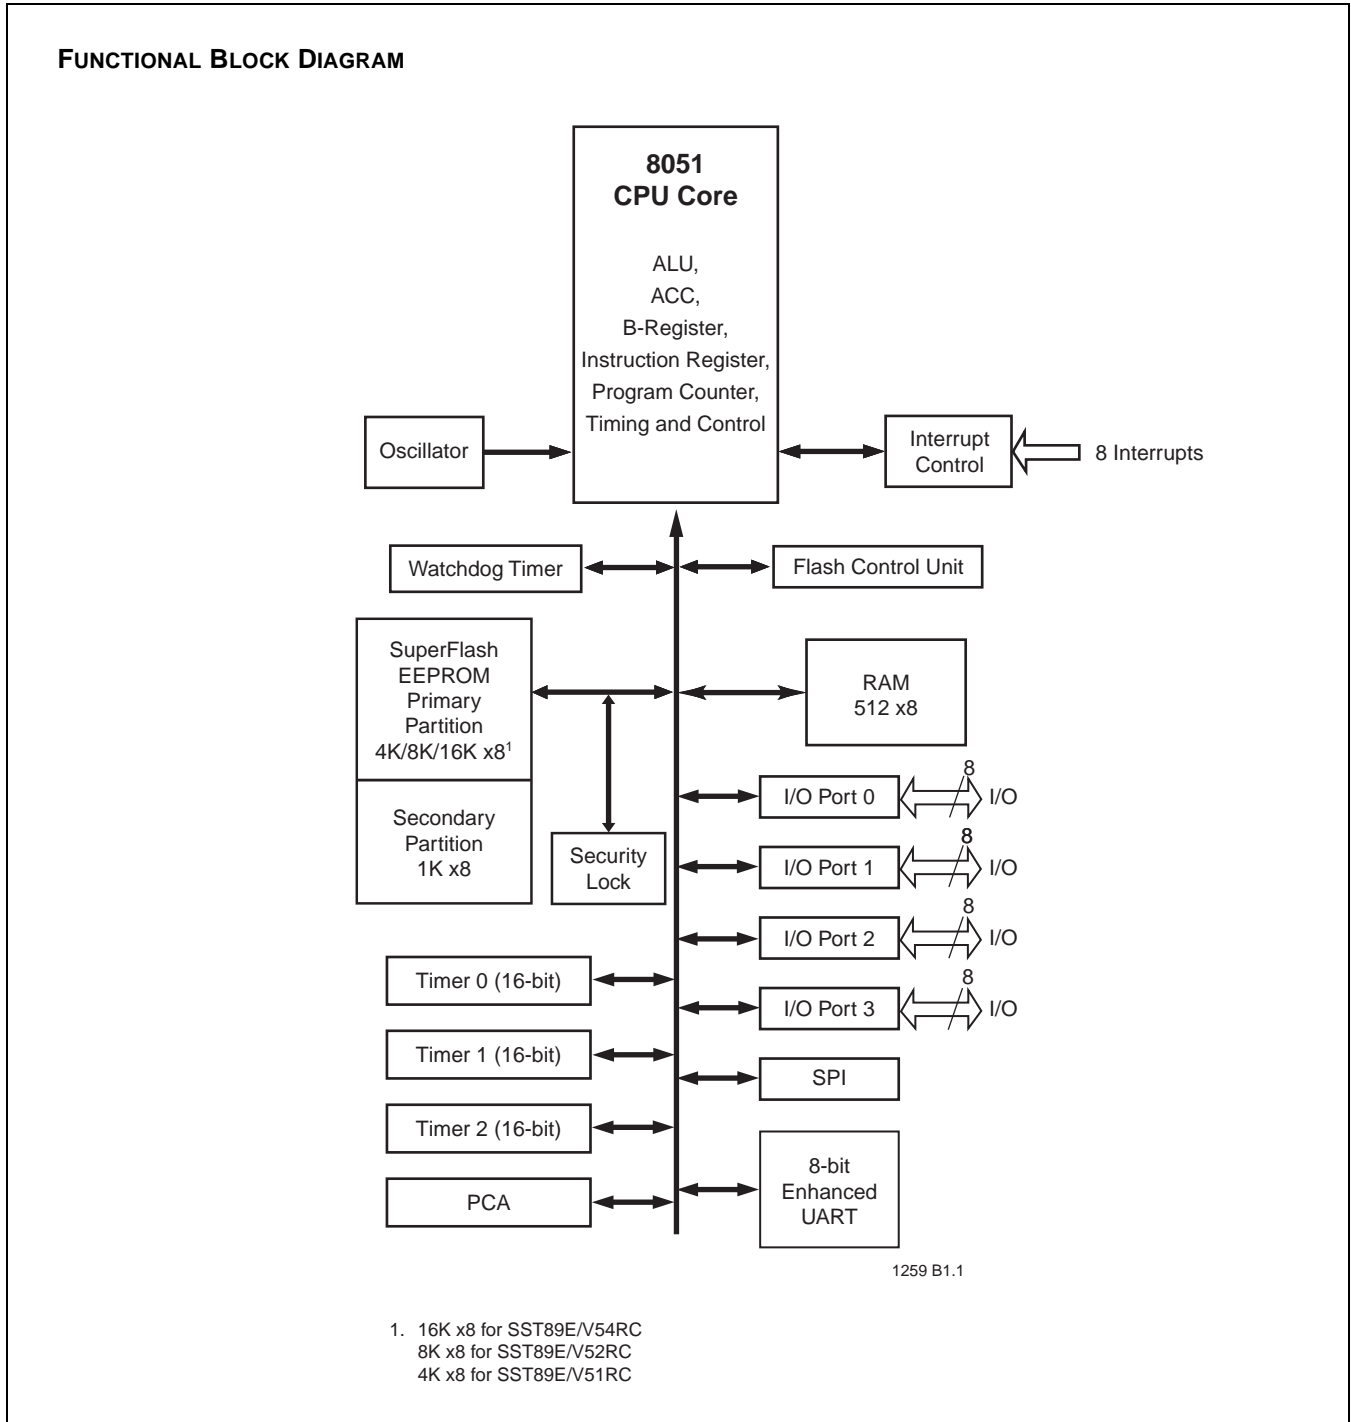 FUNCTIONAL BLOCK DIAGRAM
8051
CPU Core
ALU,
ACC,
B-Register,
Instruction Register,
Program Counter,
Timing and Control
Oscillator
Interrupt
Control
8 Interrupts
Watchdog Timer
Flash Control Unit
SuperFlash
EEPROM
Primary
Partition
4K/8K/16K x8¹
Secondary
Partition
1K x8
Security
Lock
RAM
512 x8
I/O Port 0
8
I/O
I/O Port 1
8
I/O
I/O Port 2
8
I/O
I/O Port 3
8
I/O
Timer 0 (16-bit)
Timer 1 (16-bit)
Timer 2 (16-bit)
PCA
SPI
8-bit
Enhanced
UART
1259 B1.1
1. 16K x8 for SST89E/V54RC
8K x8 for SST89E/V52RC
4K x8 for SST89E/V51RC